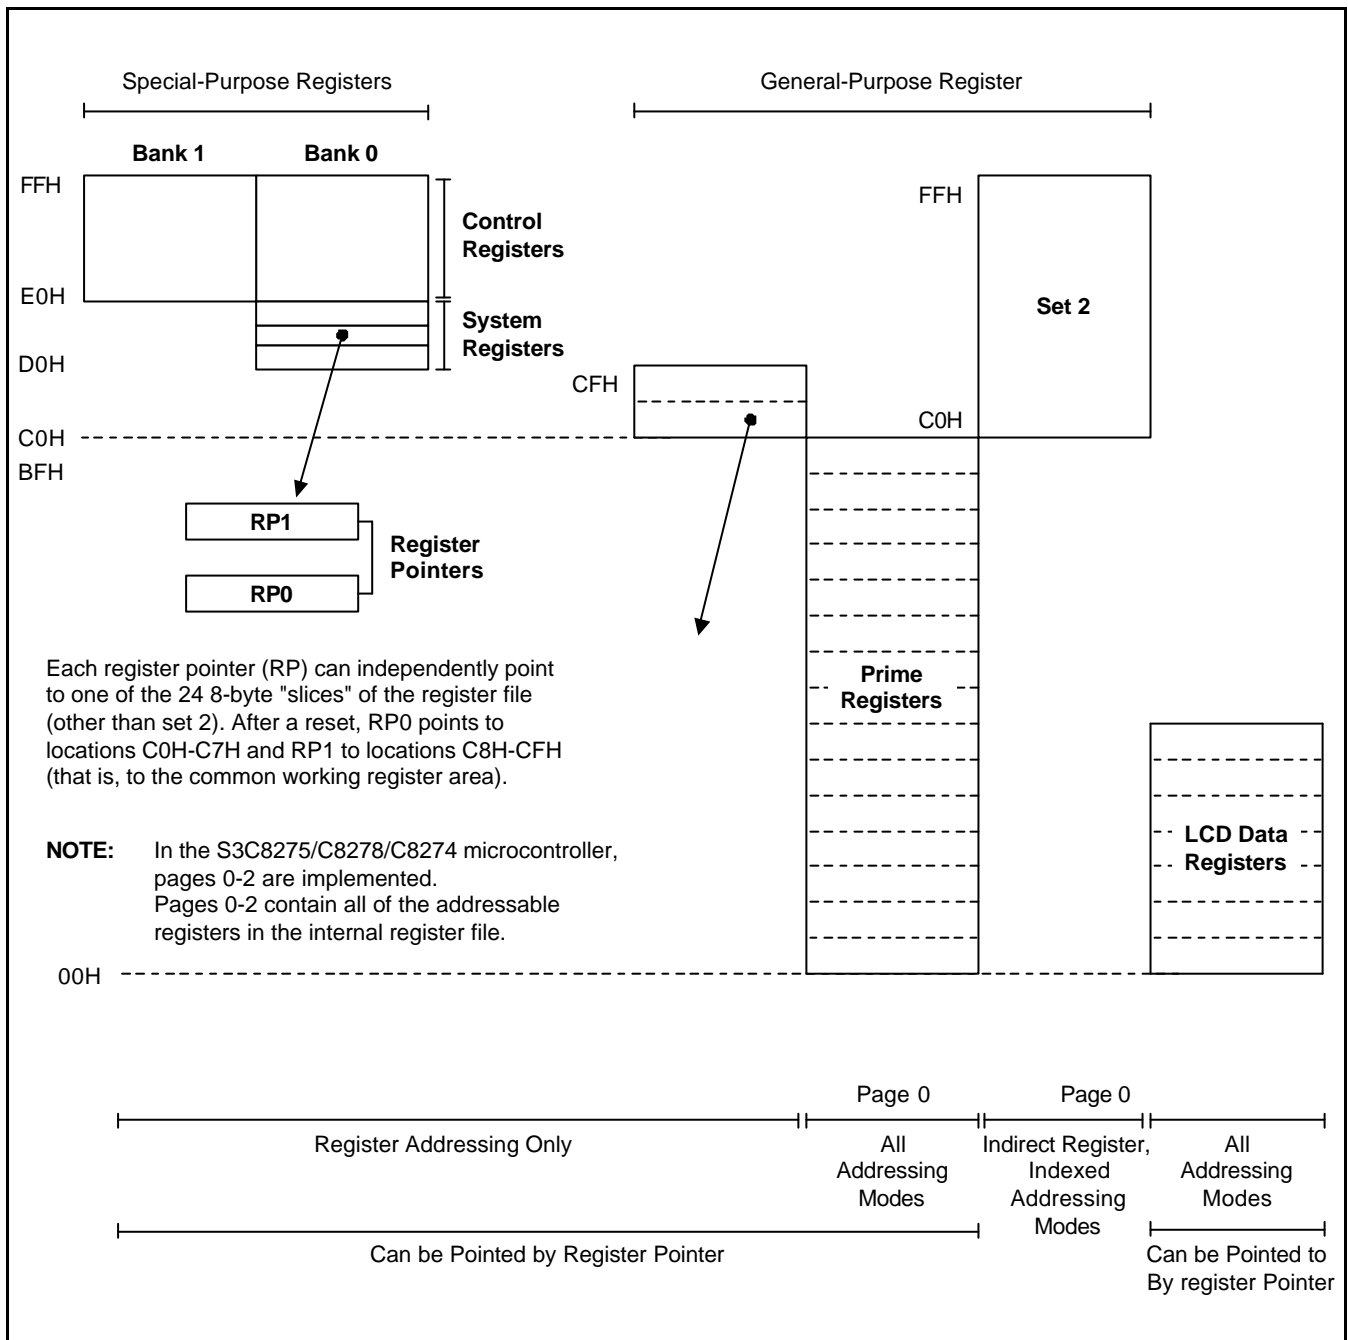 Special-Purpose Registers
General-Purpose Register
Bank 1
Bank 0
FFH
Control
Registers
E0H
System
Registers
D0H
C0H
BFH
FFH
Set 2
CFH
C0H
RP1
Register
Pointers
RP0
Each register pointer (RP) can independently point
to one of the 24 8-byte "slices" of the register file
(other than set 2). After a reset, RP0 points to
locations C0H-C7H and RP1 to locations C8H-CFH
(that is, to the common working register area).
Prime
Registers
LCD Data
Registers
NOTE: In the S3C8275/C8278/C8274 microcontroller,
pages 0-2 are implemented.
Pages 0-2 contain all of the addressable
registers in the internal register file.
00H
Page 0
Page 0
Register Addressing Only
All
Addressing
Modes
Indirect Register,
Indexed
Addressing
Modes
All
Addressing
Modes
Can be Pointed by Register Pointer
Can be Pointed to
By register Pointer